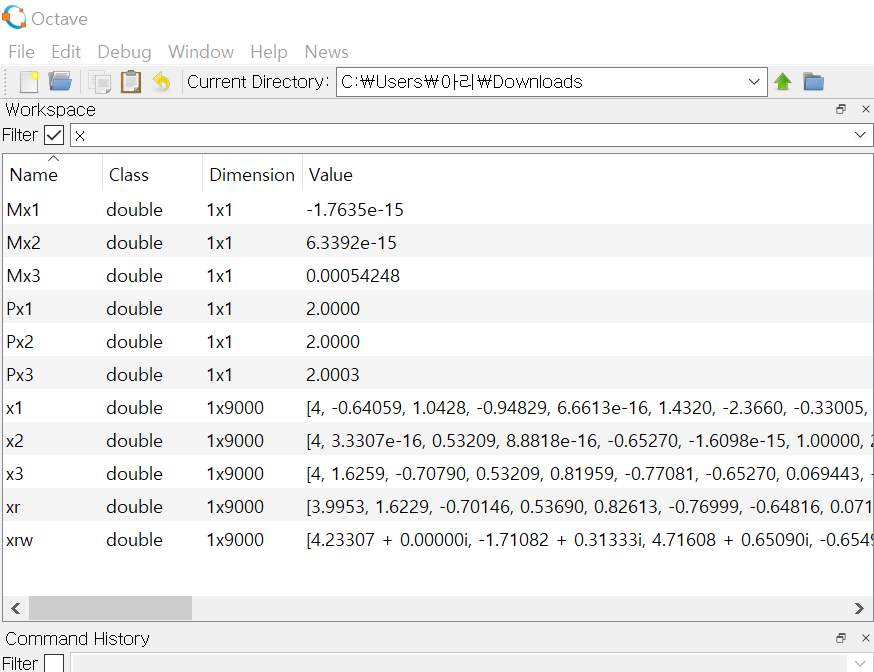 Octave
File Edit Debug Window Help News
Current Directory: C:₩Users₩아리₩Downloads
Workspace
Filter x
Name Class Dimension Value
Mx1 double 1x1 -1.7635e-15
Mx2 double 1x1 6.3392e-15
Mx3 double 1x1 0.00054248
Px1 double 1x1 2.0000
Px2 double 1x1 2.0000
Px3 double 1x1 2.0003
x1 double 1x9000 [4, -0.64059, 1.0428, -0.94829, 6.6613e-16, 1.4320, -2.3660, -0.33005,
x2 double 1x9000 [4, 3.3307e-16, 0.53209, 8.8818e-16, -0.65270, -1.6098e-15, 1.00000, 2
x3 double 1x9000 [4, 1.6259, -0.70790, 0.53209, 0.81959, -0.77081, -0.65270, 0.069443, -
xr double 1x9000 [3.9953, 1.6229, -0.70146, 0.53690, 0.82613, -0.76999, -0.64816, 0.071
xrw double 1x9000 [4.23307 + 0.00000i, -1.71082 + 0.31333i, 4.71608 + 0.65090i, -0.654
Command History
Filter